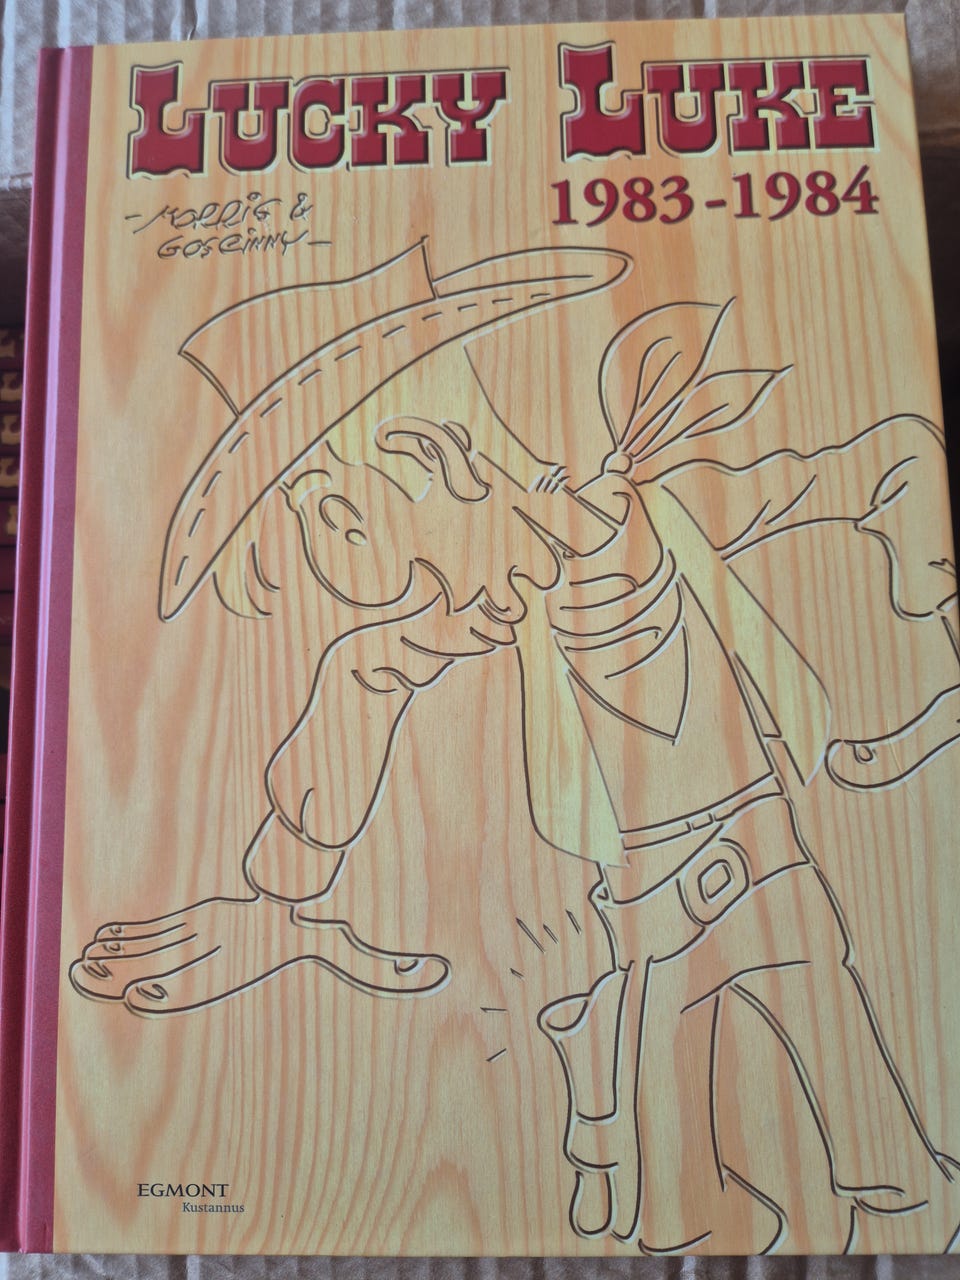 LUCKY LUKE
1983-1984
-MORRIS &
GOSCINNY-
EGMONT
Kustannus